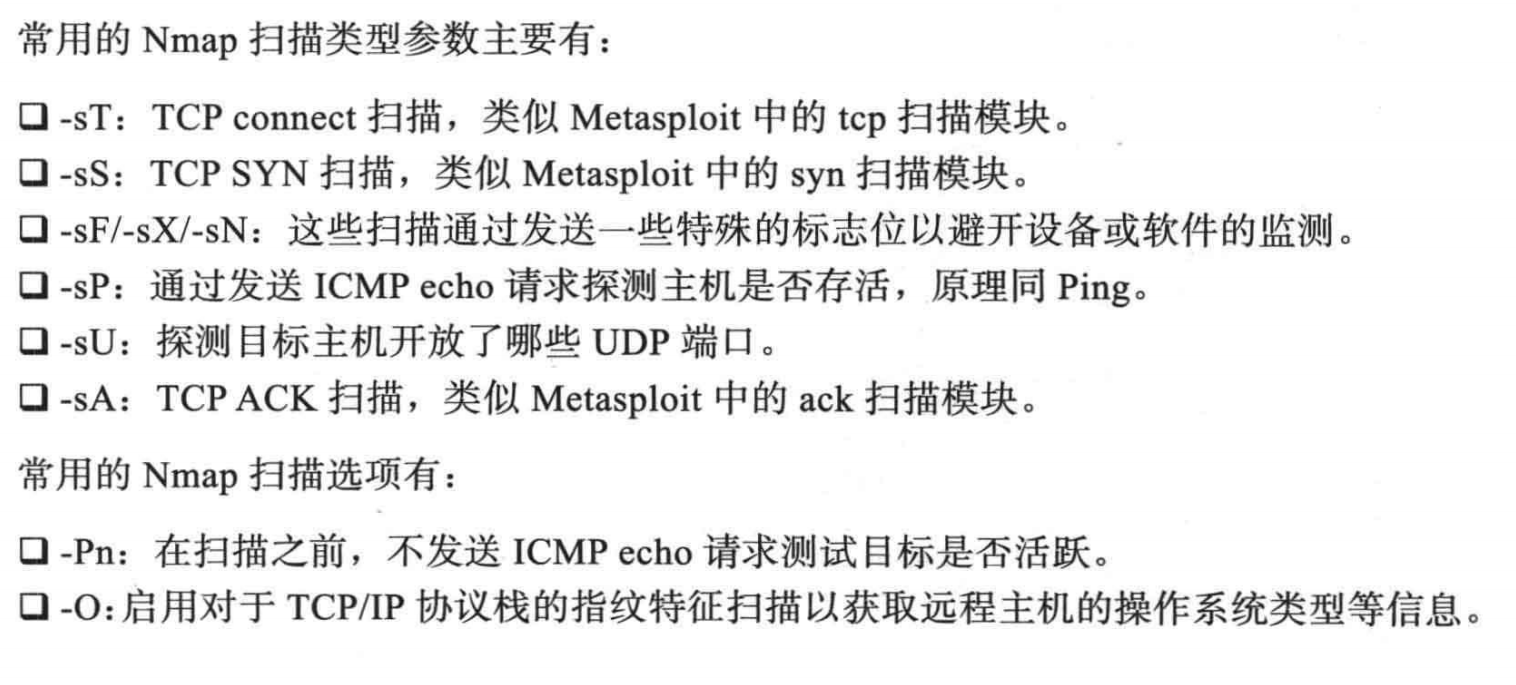 常用的 Nmap 扫描类型参数主要有：
❑ -sT：TCP connect 扫描，类似 Metasploit 中的 tcp 扫描模块。
❑ -sS：TCP SYN 扫描，类似 Metasploit 中的 syn 扫描模块。
❑ -sF/-sX/-sN：这些扫描通过发送一些特殊的标志位以避开设备或软件的监测。
❑ -sP：通过发送 ICMP echo 请求探测主机是否存活，原理同 Ping。
❑ -sU：探测目标主机开放了哪些 UDP 端口。
❑ -sA：TCP ACK 扫描，类似 Metasploit 中的 ack 扫描模块。
常用的 Nmap 扫描选项有：
❑ -Pn：在扫描之前，不发送 ICMP echo 请求测试目标是否活跃。
❑ -O：启用对于 TCP/IP 协议栈的指纹特征扫描以获取远程主机的操作系统类型等信息。